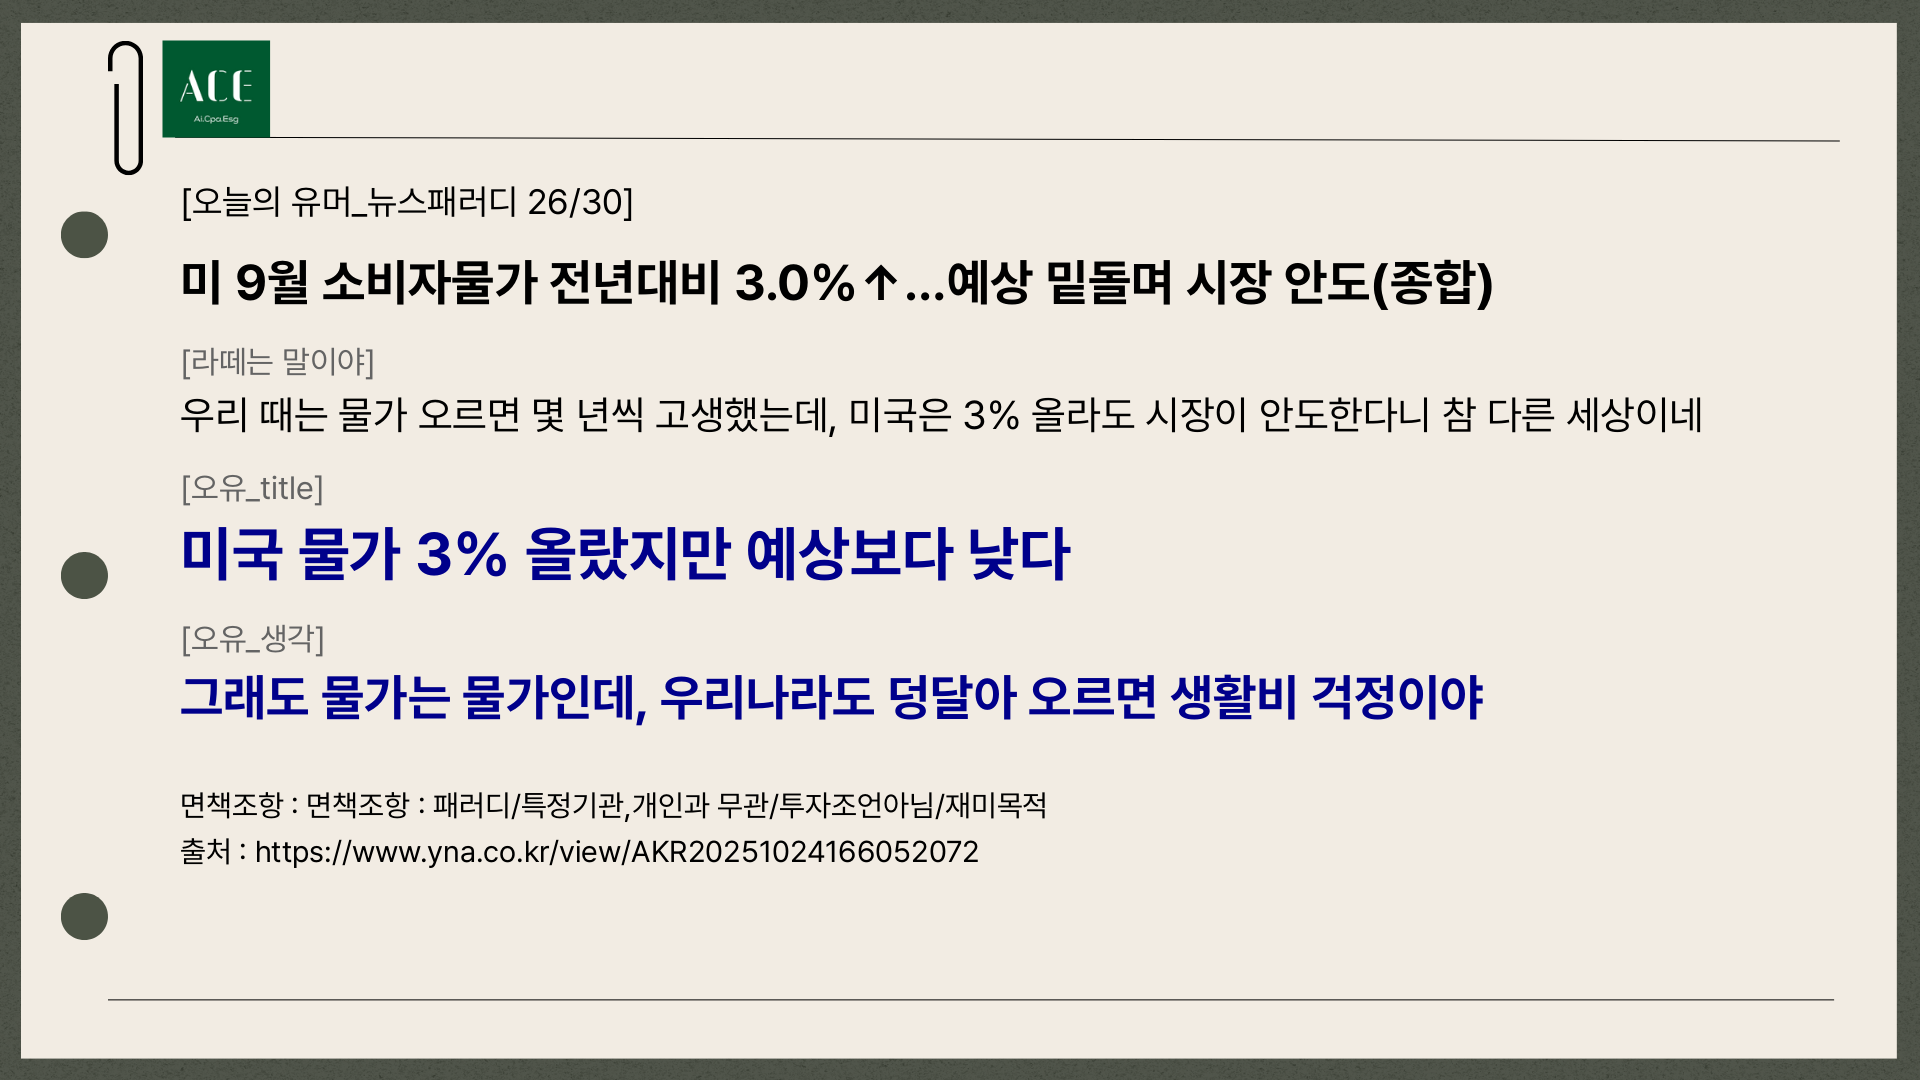 ACE
Ai.Cpa.Esg
[오늘의 유머_뉴스패러디 26/30]
미 9월 소비자물가 전년대비 3.0%↑…예상 밑돌며 시장 안도(종합)
[라떼는 말이야]
우리 때는 물가 오르면 몇 년씩 고생했는데, 미국은 3% 올라도 시장이 안도한다니 참 다른 세상이네
[오유_title]
미국 물가 3% 올랐지만 예상보다 낮다
[오유_생각]
그래도 물가는 물가인데, 우리나라도 덩달아 오르면 생활비 걱정이야
면책조항 : 면책조항 : 패러디/특정기관,개인과 무관/투자조언아님/재미목적
출처 : https://www.yna.co.kr/view/AKR20251024166052072